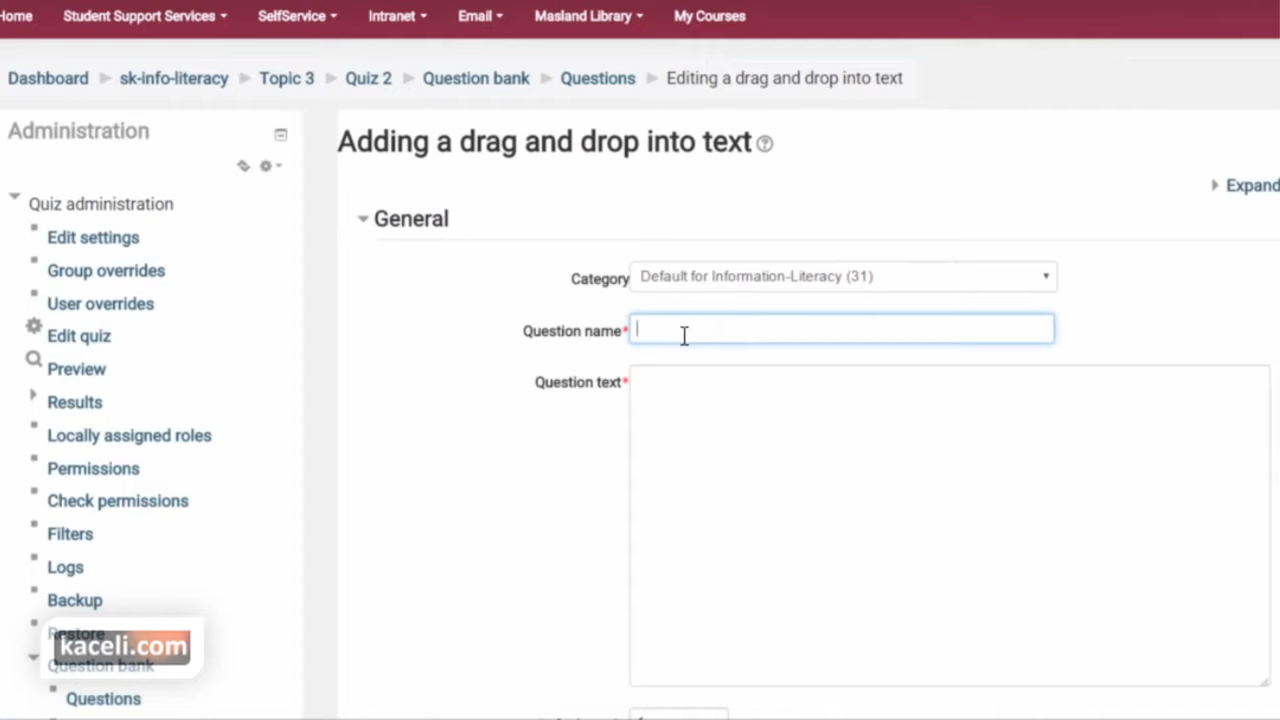 Home Student Support Services SelfService Intranet Email Masland Library My Courses
Dashboard sk-info-literacy Topic 3 Quiz 2 Question bank Questions Editing a drag and drop into text
Administration
Quiz administration
Edit settings
Group overrides
User overrides
Edit quiz
Preview
Results
Locally assigned roles
Permissions
Check permissions
Filters
Logs
Backup
Restore
kaceli.com
Question bank
Questions
Adding a drag and drop into text
Expand
General
Category Default for Information-Literacy (31)
Question name*
Question text*